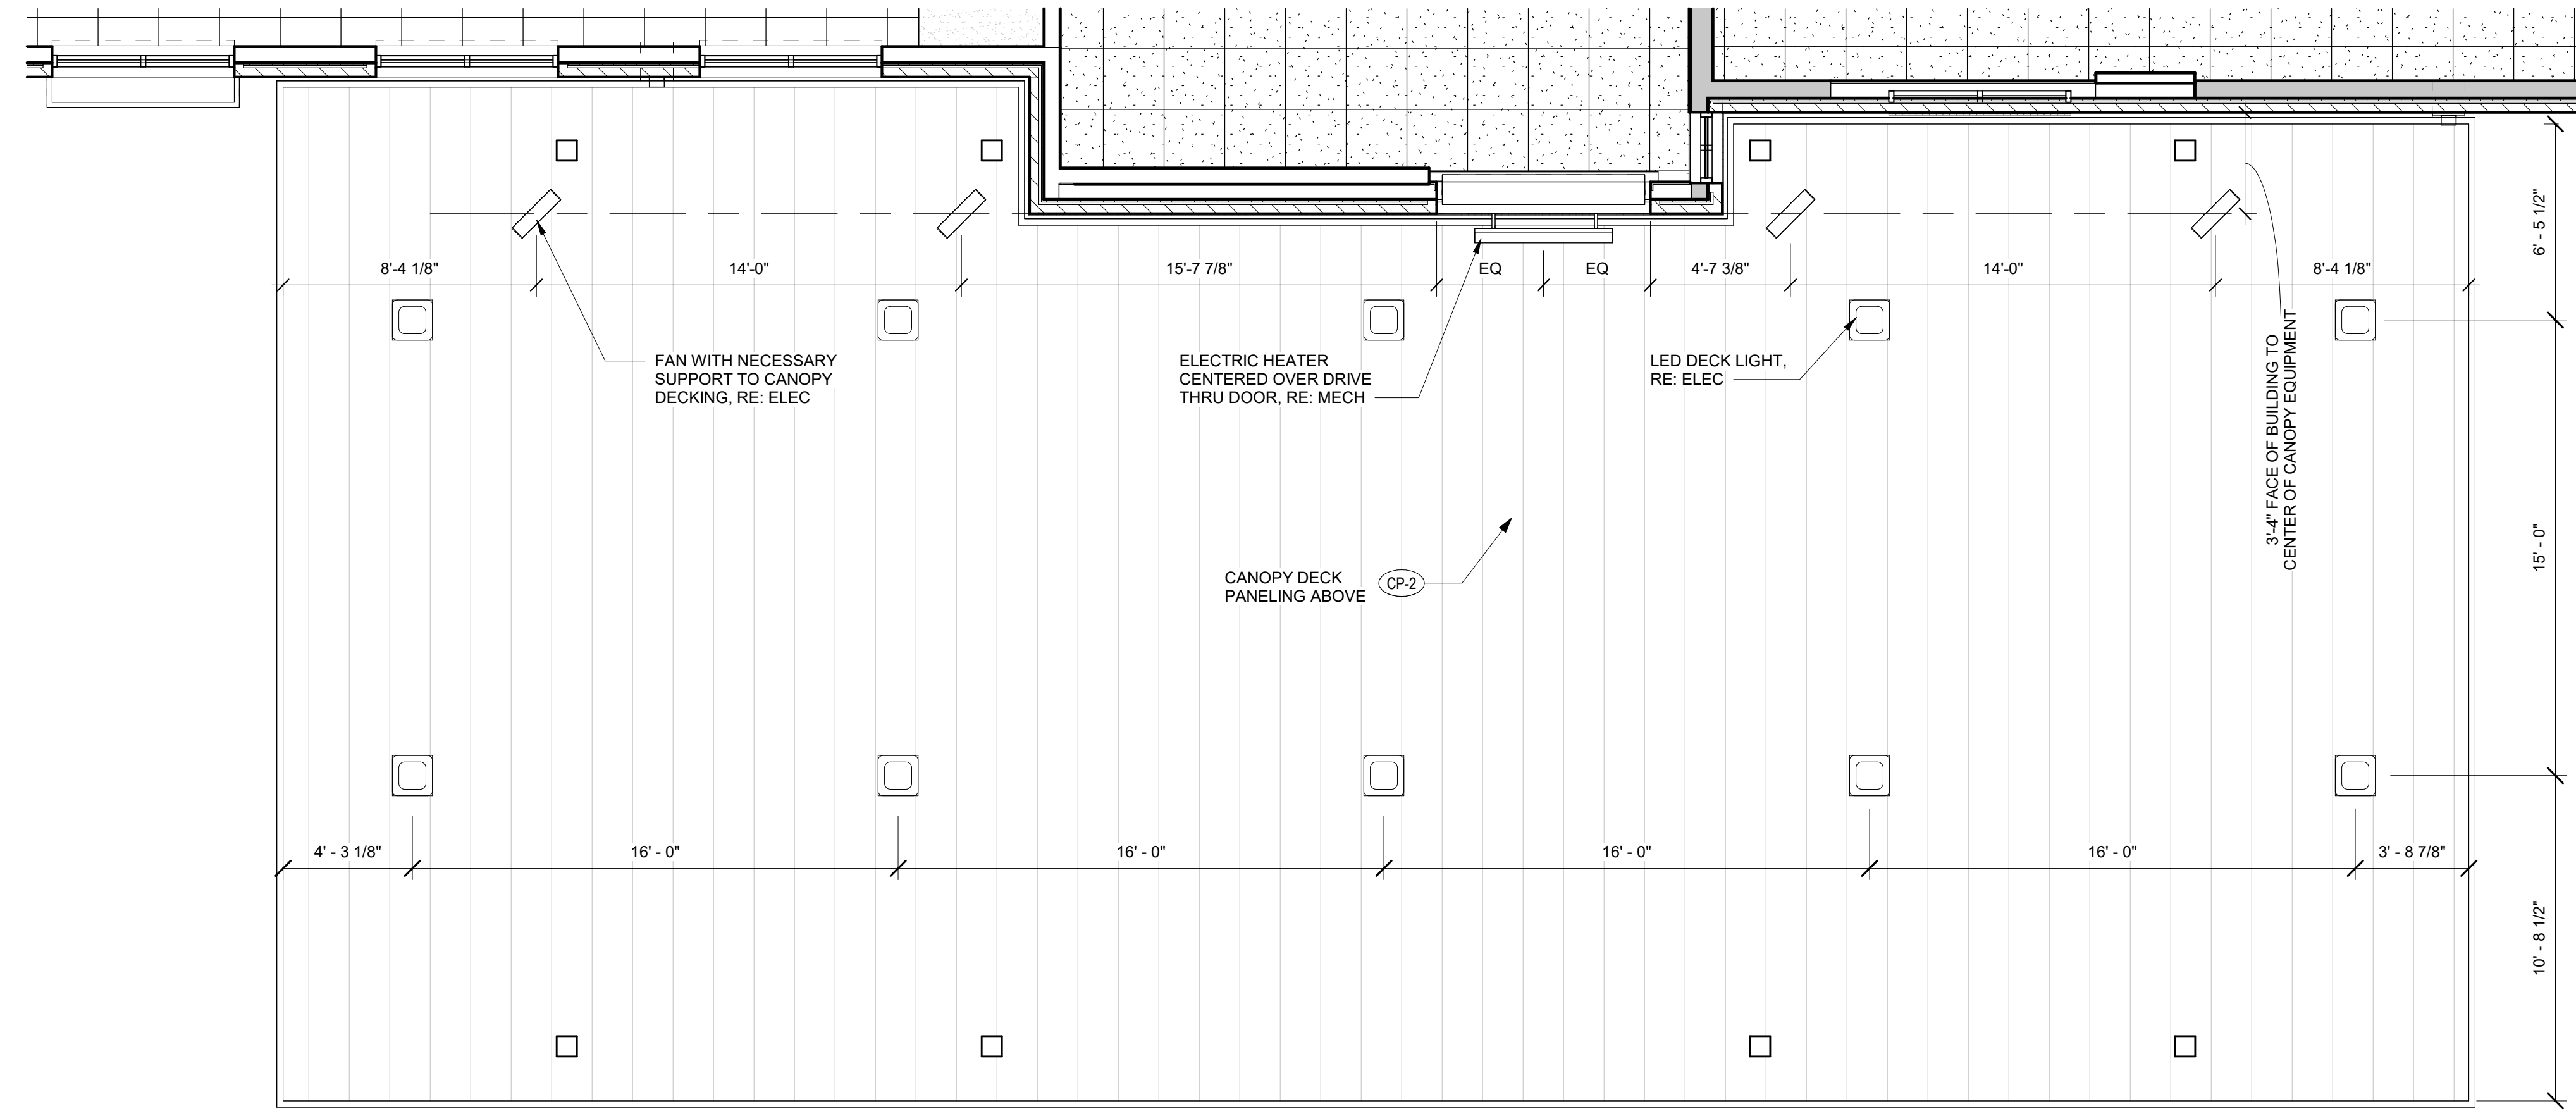 8'-4 1/8"
14'-0"
15'-7 7/8"
EQ
EQ
4'-7 3/8"
14'-0"
8'-4 1/8"
6' - 5 1/2"
FAN WITH NECESSARY
SUPPORT TO CANOPY
DECKING, RE: ELEC
ELECTRIC HEATER
CENTERED OVER DRIVE
THRU DOOR, RE: MECH
LED DECK LIGHT,
RE: ELEC
3'-4" FACE OF BUILDING TO
CENTER OF CANOPY EQUIPMENT
15' - 0"
CANOPY DECK
PANELING ABOVE
CP-2
4' - 3 1/8"
16' - 0"
16' - 0"
16' - 0"
16' - 0"
3' - 8 7/8"
10' - 8 1/2"